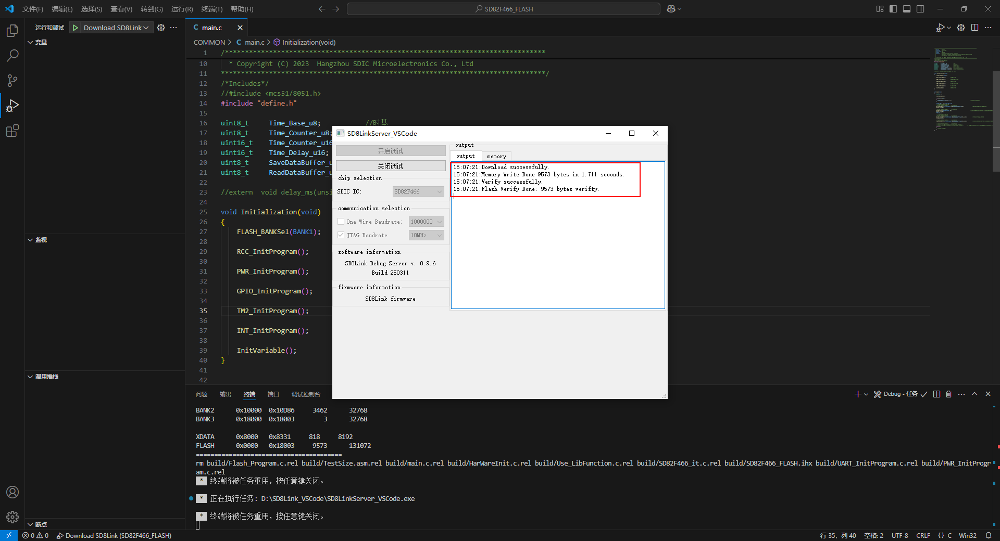 文件(F) 编辑(E) 选择(S) 查看(V) 转到(G) 运行(R) 终端(T) 帮助(H) SD82F466_FLASH
运行和调试 Download SD8Link
变量
监视
调用堆栈
断点
C main.c
COMMON > C main.c > Initialization(void)
1 /********************************************************************************
10 * Copyright (C) 2023  Hangzhou SDIC Microelectronics Co., Ltd
11 *********************************************************************************/
12 /*Includes*/
13 //#include <mcs51/8051.h>
14 #include "define.h"
15
16 uint8_t     Time_Base_u8;           //时基
17 uint8_t     Time_Counter_u8;
18 uint16_t    Time_Counter_u16
19 uint16_t    Time_Delay_u16;
20 uint8_t     SaveDataBuffer_u
21 uint8_t     ReadDataBuffer_u
22
23 //extern  void delay_ms(unsi
24
25 void Initialization(void)
26 {
27     FLASH_BANKSel(BANK1);
28
29     RCC_InitProgram();
30
31     PWR_InitProgram();
32
33     GPIO_InitProgram();
34
35     TM2_InitProgram();
36
37     INT_InitProgram();
38
39     InitVariable();
40 }
41
42
SD8LinkServer_VSCode
开启调试
关闭调试
chip selection
SDIC IC: SD82F466
communication selection
One Wire Baudrate: 1000000
JTAG Baudrate 10MHz
software information
SD8Link Debug Server v. 0.9.6
Build 250311
firmware information
SD8Link firmware
output
output memory
15:07:21:Download successfully.
15:07:21:Memory Write Done 9573 bytes in 1.711 seconds.
15:07:21:Verify successfully.
15:07:21:Flash Verify Done: 9573 bytes verifty.
问题 输出 终端 端口 调试控制台 Debug - 任务
BANK2      0x10000  0x10D86     3462      32768
BANK3      0x18000  0x18003        3      32768
XDATA      0x8000   0x8331     818     8192
FLASH      0x0000   0x18003     9573      131072
========================================
rm build/Flash_Program.c.rel build/TestSize.asm.rel build/main.c.rel build/HarWareInit.c.rel build/Use_LibFunction.c.rel build/SD82F466_it.c.rel build/SD82F466_FLASH.ihx build/UART_InitProgram.c.rel build/PWR_InitProgr
am.c.rel
* 终端将被任务重用，按任意键关闭。
* 正在执行任务: D:\SD8Link_VSCode\SD8LinkServer_VSCode.exe
* 终端将被任务重用，按任意键关闭。
0 0 Download SD8Link (SD82F466_FLASH) 行 35，列 40 空格: 2 UTF-8 CRLF {} C Win32